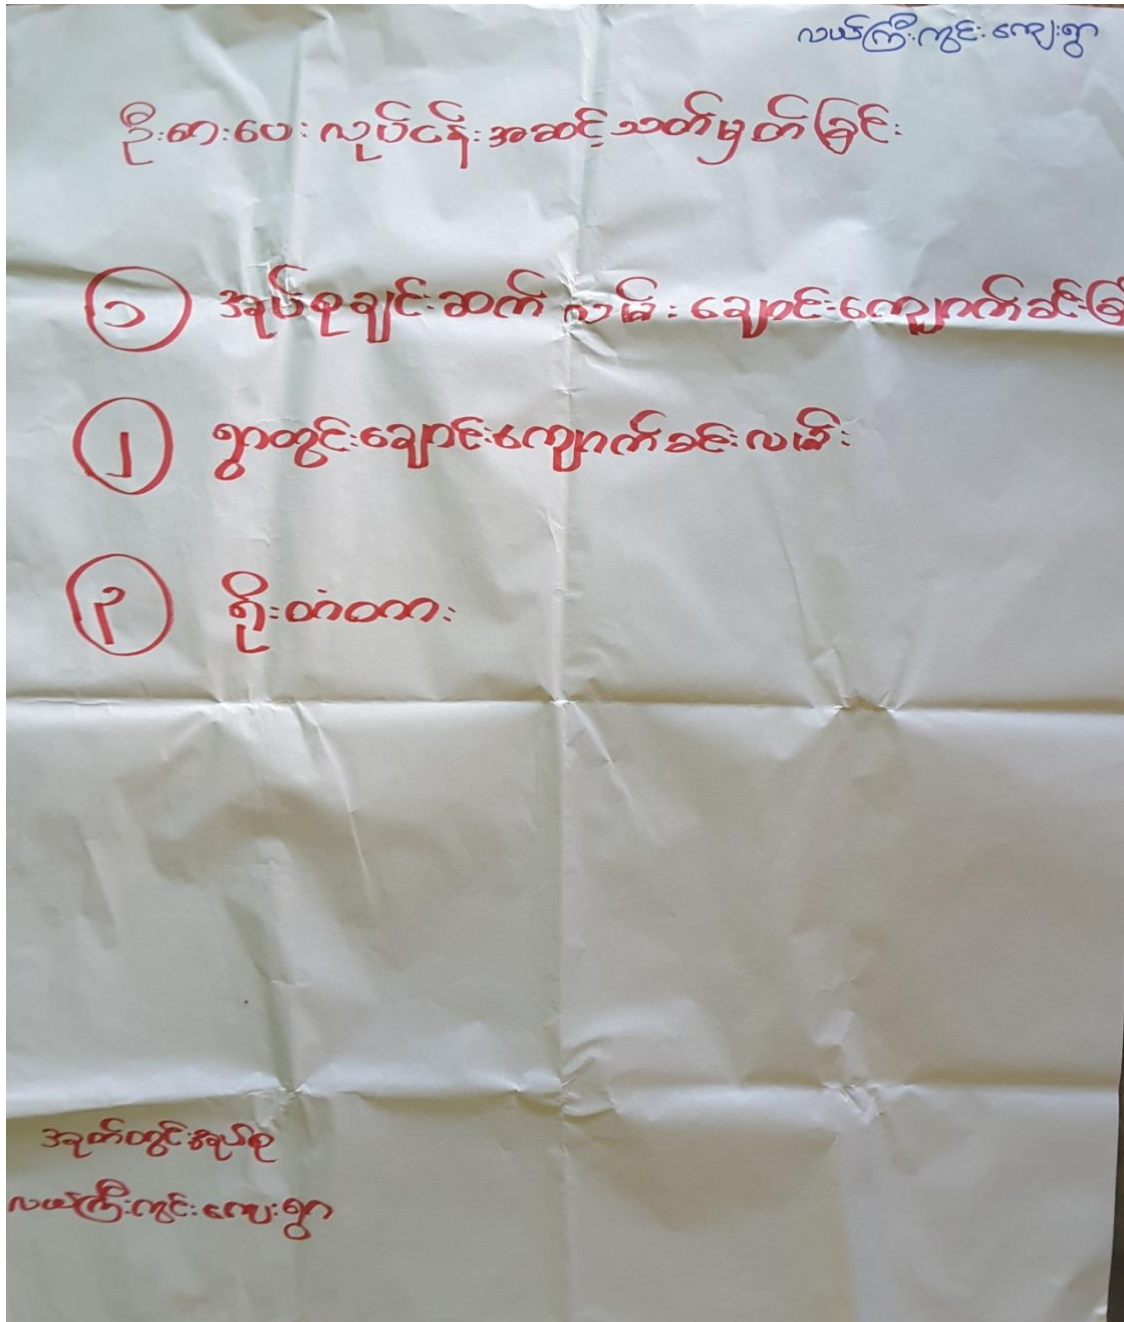 လယ်ကြီးကွင်းကျေးရွာ
ဦးစားပေးလုပ်ငန်းအဆင့်သတ်မှတ်ခြင်း
၁ အုပ်စုချင်းဆက်လမ်းချောင်းကျောက်ခင်းခြ
၂ ရွာတွင်းချောင်းကျောက်ခင်းလမ်း
၃ ရိုးတံတား
အုတ်တွင်းအုပ်စု
လယ်ကြီးကွင်းကျေးရွာ